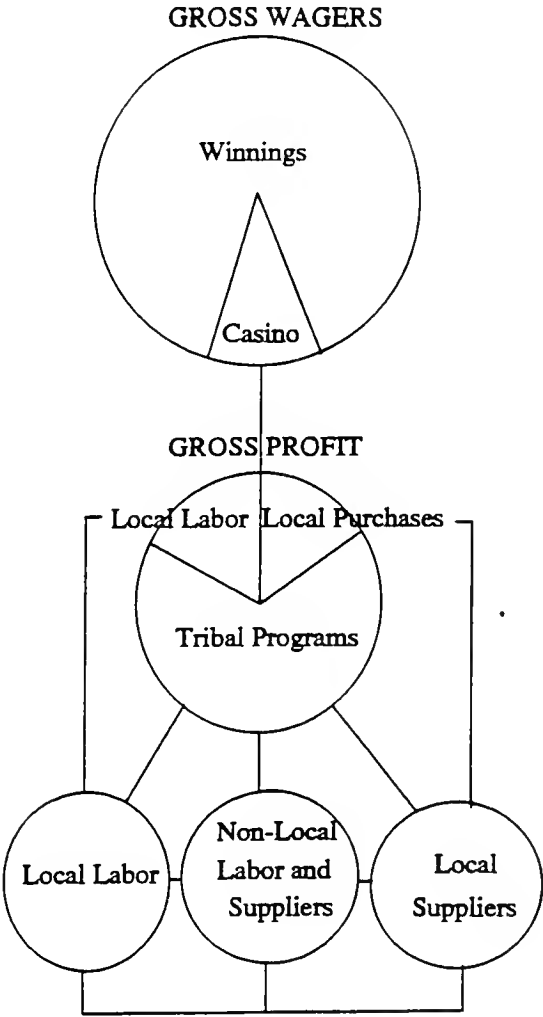 GROSS WAGERS
Winnings
Casino
GROSS PROFIT
Local Labor Local Purchases
Tribal Programs
Local Labor
Non-Local
Labor and
Suppliers
Local
Suppliers